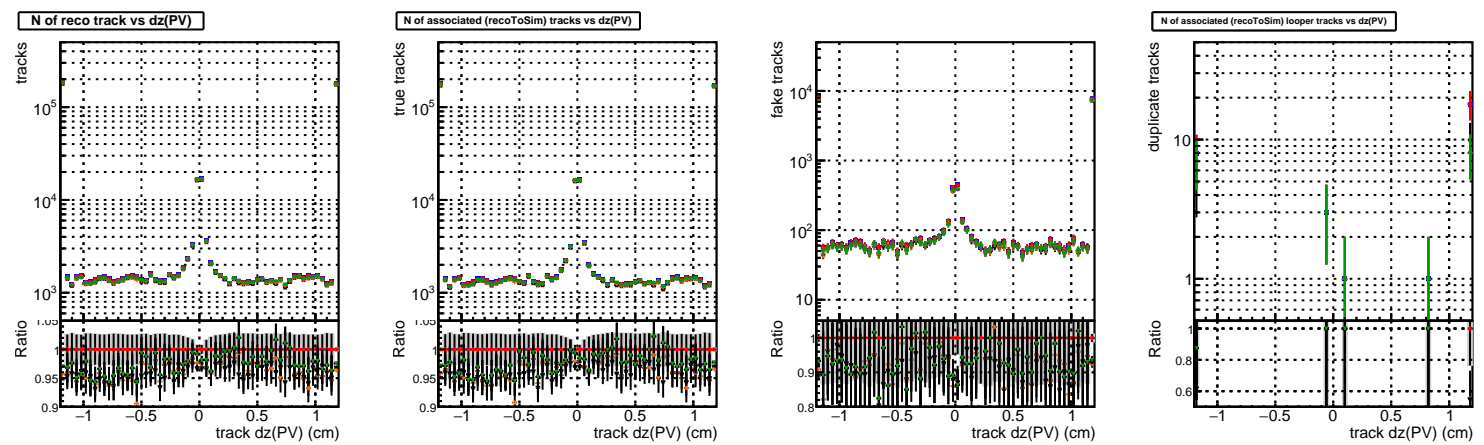 N of reco track vs dz(PV)
tracks
10^5
10^4
10^3
Ratio
1.05
1
0.95
0.9
−1 −0.5 0 0.5 1
track dz(PV) (cm)
N of associated (recoToSim) tracks vs dz(PV)
true tracks
10^5
10^4
10^3
Ratio
1
0.95
0.9
−1 −0.5 0 0.5 1
track dz(PV) (cm)
fake tracks
10^4
10^3
10^2
10
Ratio
1
0.9
0.8
−1 −0.5 0 0.5 1
track dz(PV) (cm)
N of associated (recoToSim) looper tracks vs dz(PV)
duplicate tracks
10
1
Ratio
1
0.8
0.6
−1 −0.5 0 0.5 1
track dz(PV) (cm)